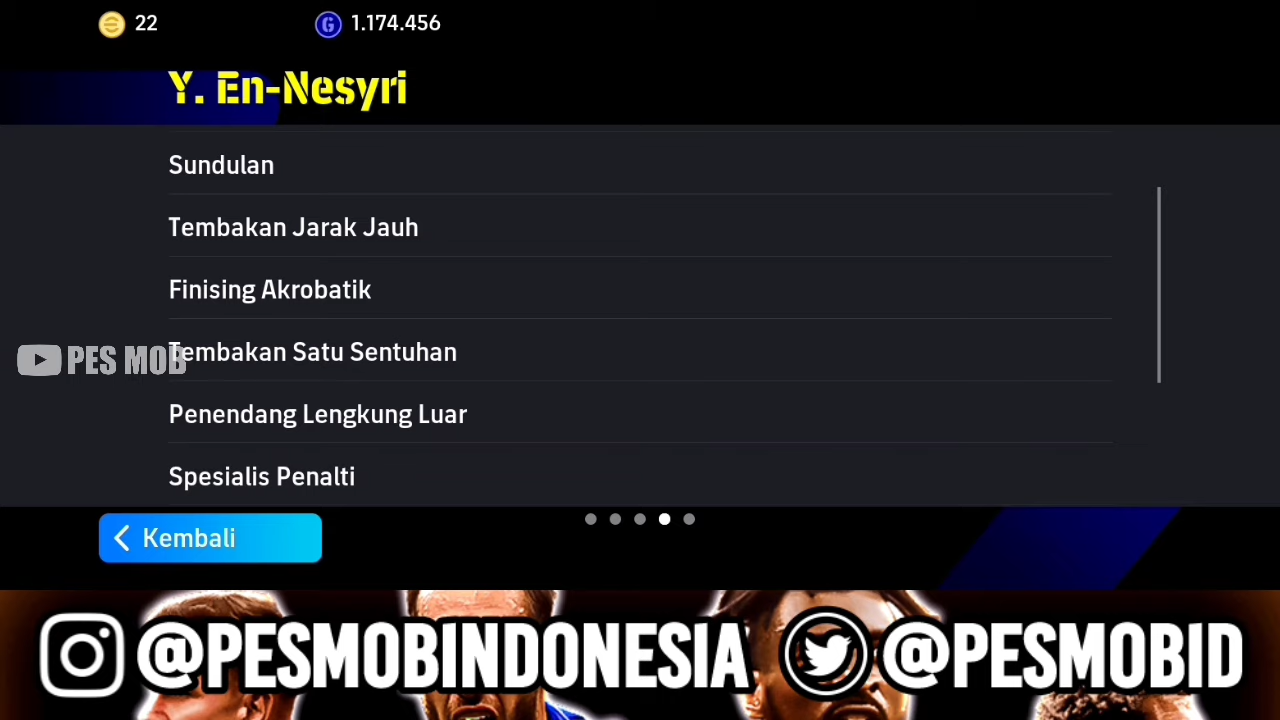 22
1.174.456
Y. En-Nesyri
Sundulan
Tembakan Jarak Jauh
Finising Akrobatik
Tembakan Satu Sentuhan
PES MOB
Penendang Lengkung Luar
Spesialis Penalti
Kembali
@PESMOBINDONESIA @PESMOBID